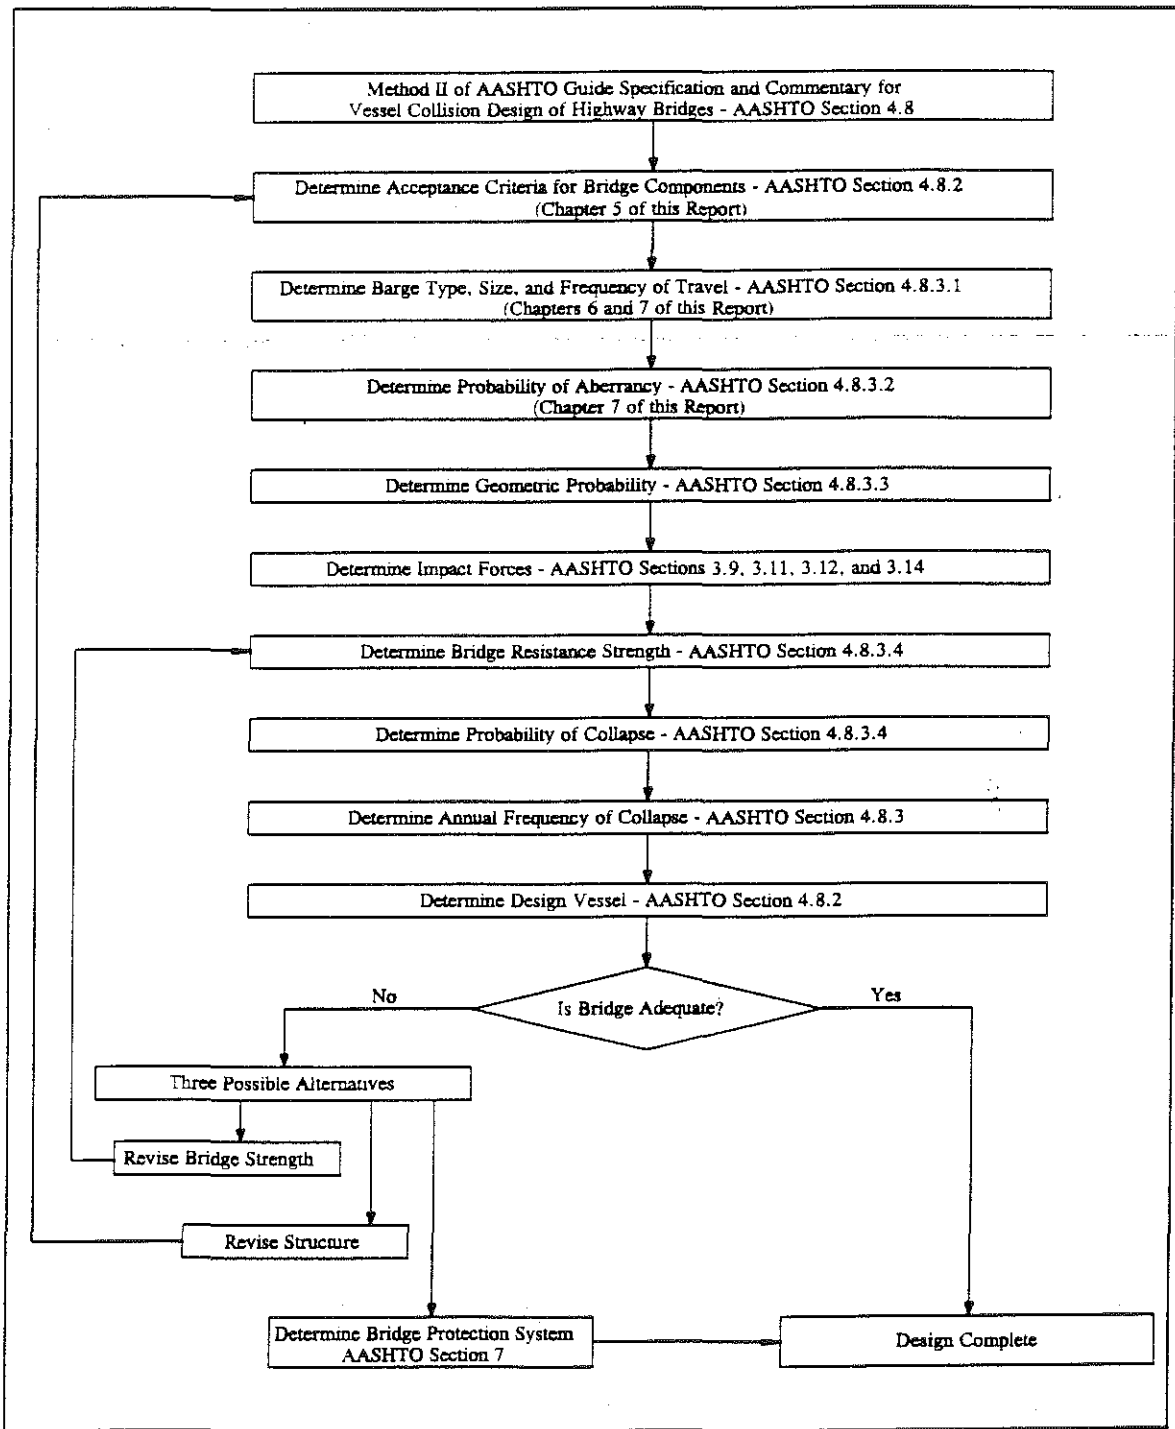 Method II of AASHTO Guide Specification and Commentary for
Vessel Collision Design of Highway Bridges - AASHTO Section 4.8
Determine Acceptance Criteria for Bridge Components - AASHTO Section 4.8.2
(Chapter 5 of this Report)
Determine Barge Type, Size, and Frequency of Travel - AASHTO Section 4.8.3.1
(Chapters 6 and 7 of this Report)
Determine Probability of Aberrancy - AASHTO Section 4.8.3.2
(Chapter 7 of this Report)
Determine Geometric Probability - AASHTO Section 4.8.3.3
Determine Impact Forces - AASHTO Sections 3.9, 3.11, 3.12, and 3.14
Determine Bridge Resistance Strength - AASHTO Section 4.8.3.4
Determine Probability of Collapse - AASHTO Section 4.8.3.4
Determine Annual Frequency of Collapse - AASHTO Section 4.8.3
Determine Design Vessel - AASHTO Section 4.8.2
No
Is Bridge Adequate?
Yes
Three Possible Alternatives
Revise Bridge Strength
Revise Structure
Determine Bridge Protection System
AASHTO Section 7
Design Complete